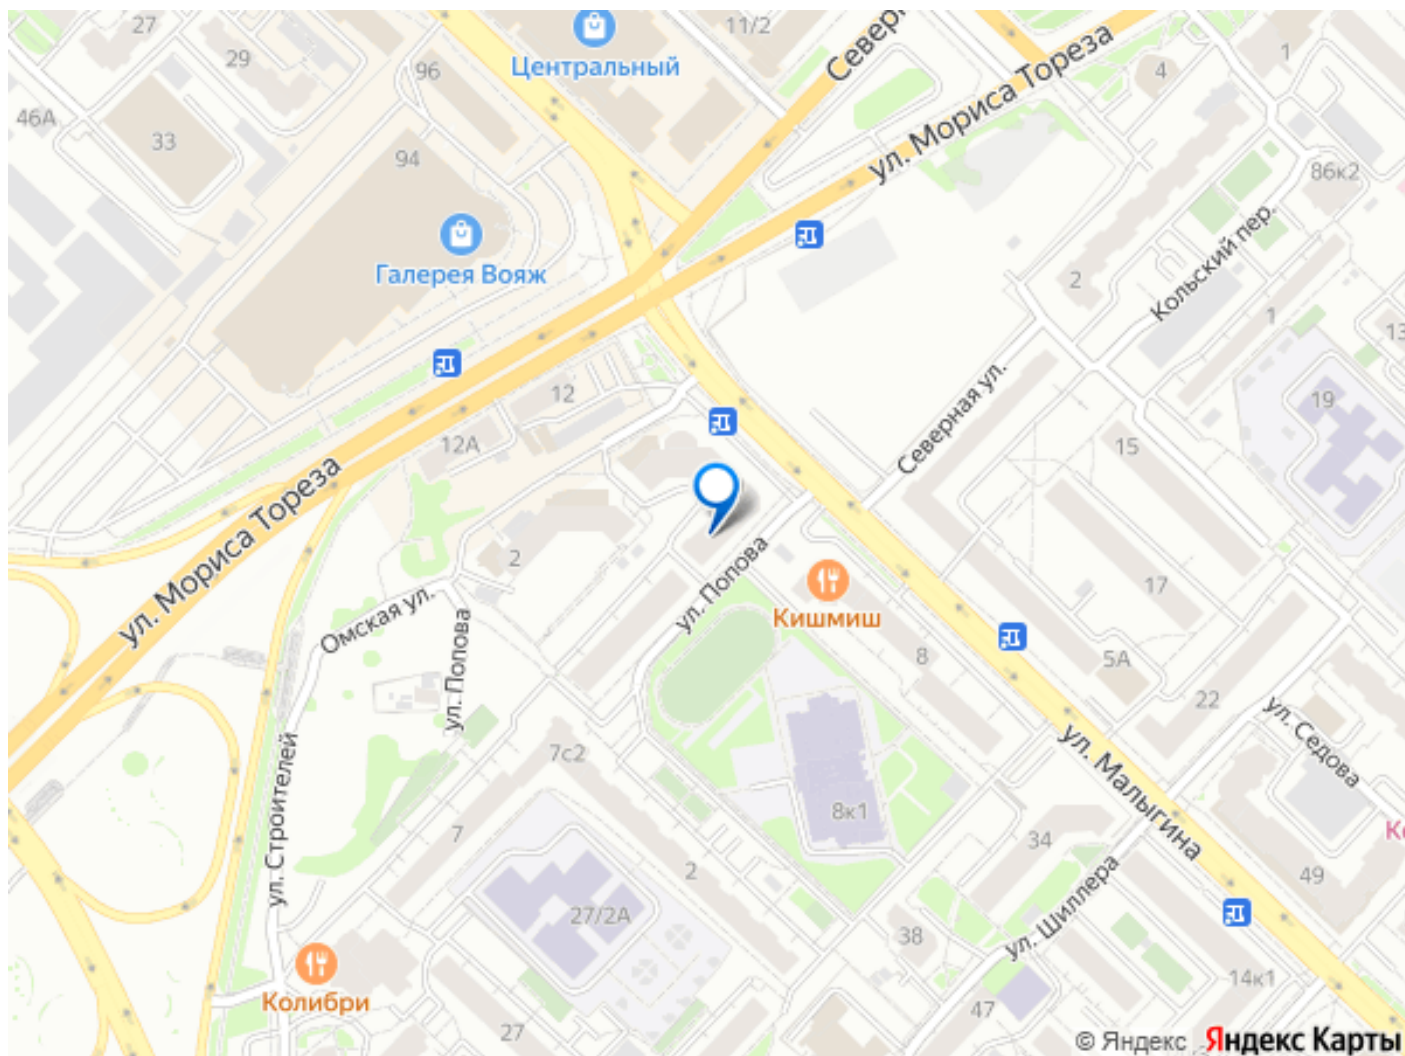 27
29
96
46А
33
94
Центральный
11/2
Северн
ул. Мориса Тореза
4
1
86к2
Галерея Вояж
Кольский пер.
2
1
13
12
12А
ул. Мориса Тореза
Северная ул.
15
19
2
ул. Попова
Кишмиш
17
Омская ул.
ул. Попова
8
5А
22
ул. Седова
ул. Строителей
7с2
ул. Малыгина
7
8к1
34
Ко
2
49
27/2А
ул. Шиллера
38
Колибри
27
47
14к1
© Яндекс Яндекс Карты